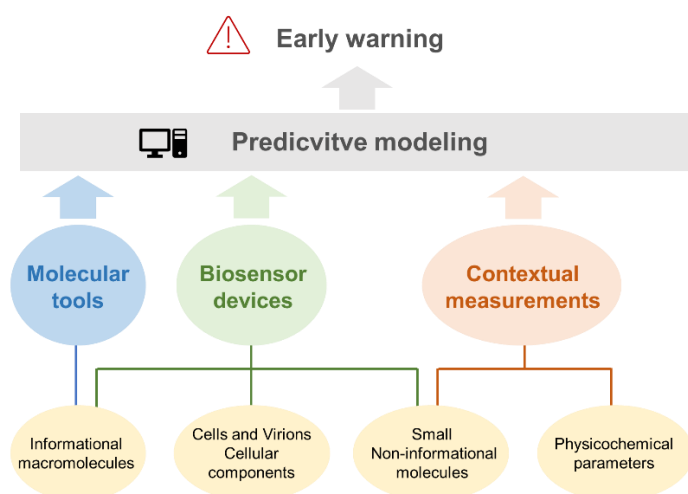 Early warning
Predicvitve modeling
Molecular
tools
Biosensor
devices
Contextual
measurements
Informational
macromolecules
Cells and Virions
Cellular
components
Small
Non-informational
molecules
Physicochemical
parameters